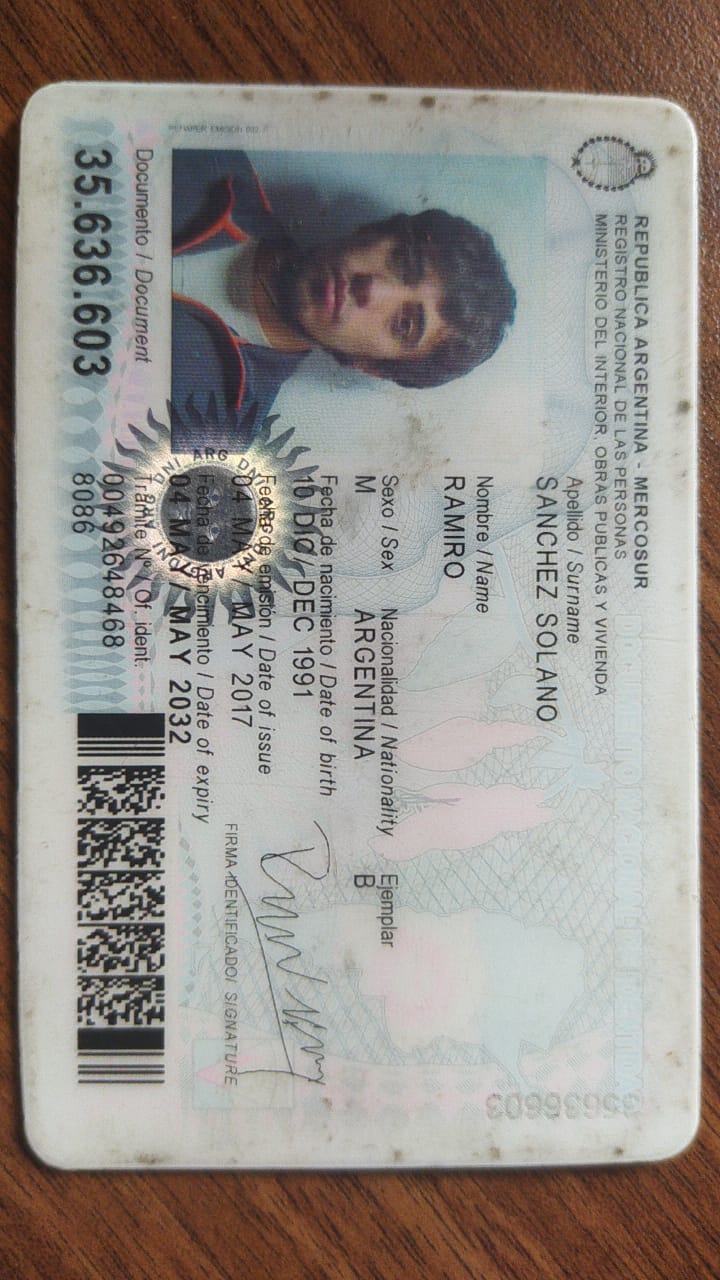 REPUBLICA ARGENTINA - MERCOSUR
REGISTRO NACIONAL DE LAS PERSONAS
MINISTERIO DEL INTERIOR, OBRAS PUBLICAS Y VIVIENDA
DOCUMENTO NACIONAL DE IDENTIDAD
Apellido / Surname
SANCHEZ SOLANO
Nombre / Name
RAMIRO
Sexo / Sex Nacionalidad / Nationality Ejemplar
M ARGENTINA B
Fecha de nacimiento / Date of birth
10 DIC/ DEC 1991
Fecha de emisión / Date of issue
04 MAY / MAY 2017
FIRMA IDENTIFICADO/ SIGNATURE
Fecha de vencimiento / Date of expiry
04 MAY / MAY 2032
Documento / Document
35.636.603
Trámite Nº / Of. ident.
00492648468
8086
35636603